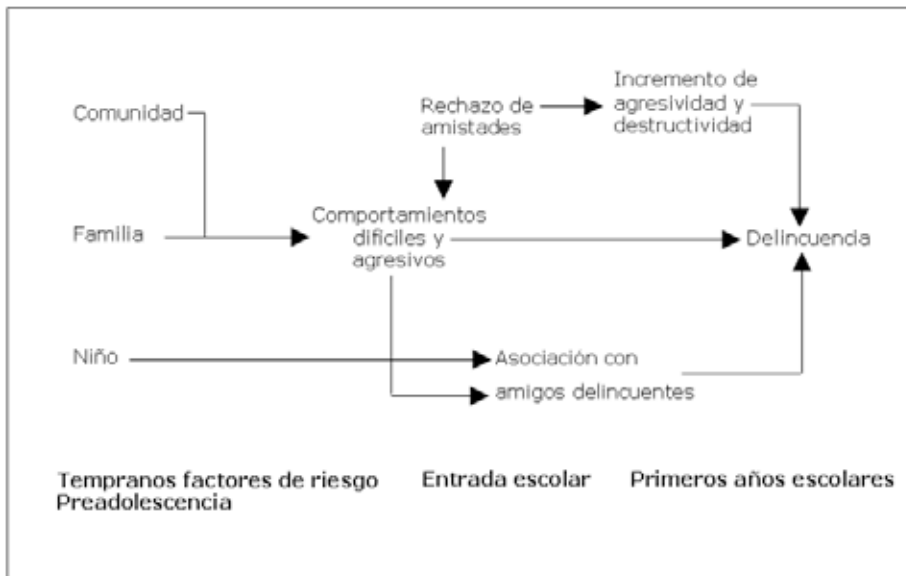 Comunidad
Rechazo de
amistades
Incremento de
agresividad y
destructividad
Familia
Comportamientos
dificiles y
agresivos
Delincuencia
Niño
Asociación con
amigos delincuentes
Tempranos factores de riesgo
Preadolescencia
Entrada escolar
Primeros años escolares